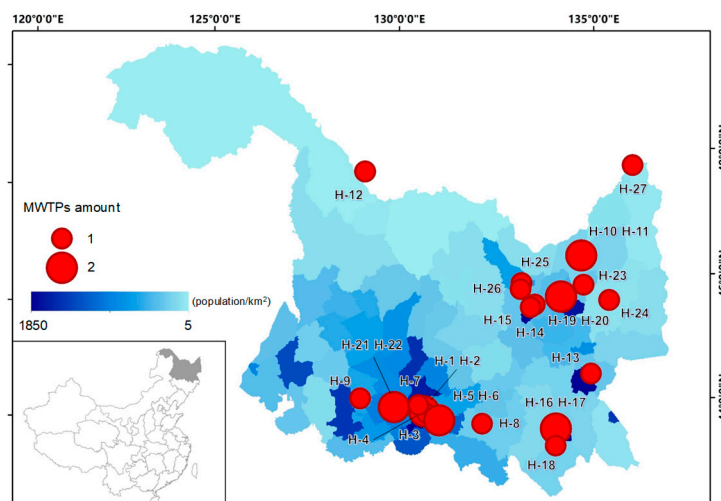 120°0'0"E
125°0'0"E
130°0'0"E
135°0'0"E
H-12
H-27
MWTPs amount
1
2
H-10 H-11
H-25
H-23
H-26
H-24
H-15
H-14
H-19 H-20
(population/km²)
1850
5
H-21 H-22
H-1 H-2
H-13
H-9
H-7
H-5 H-6
H-16 H-17
H-8
H-4
H-3
H-18